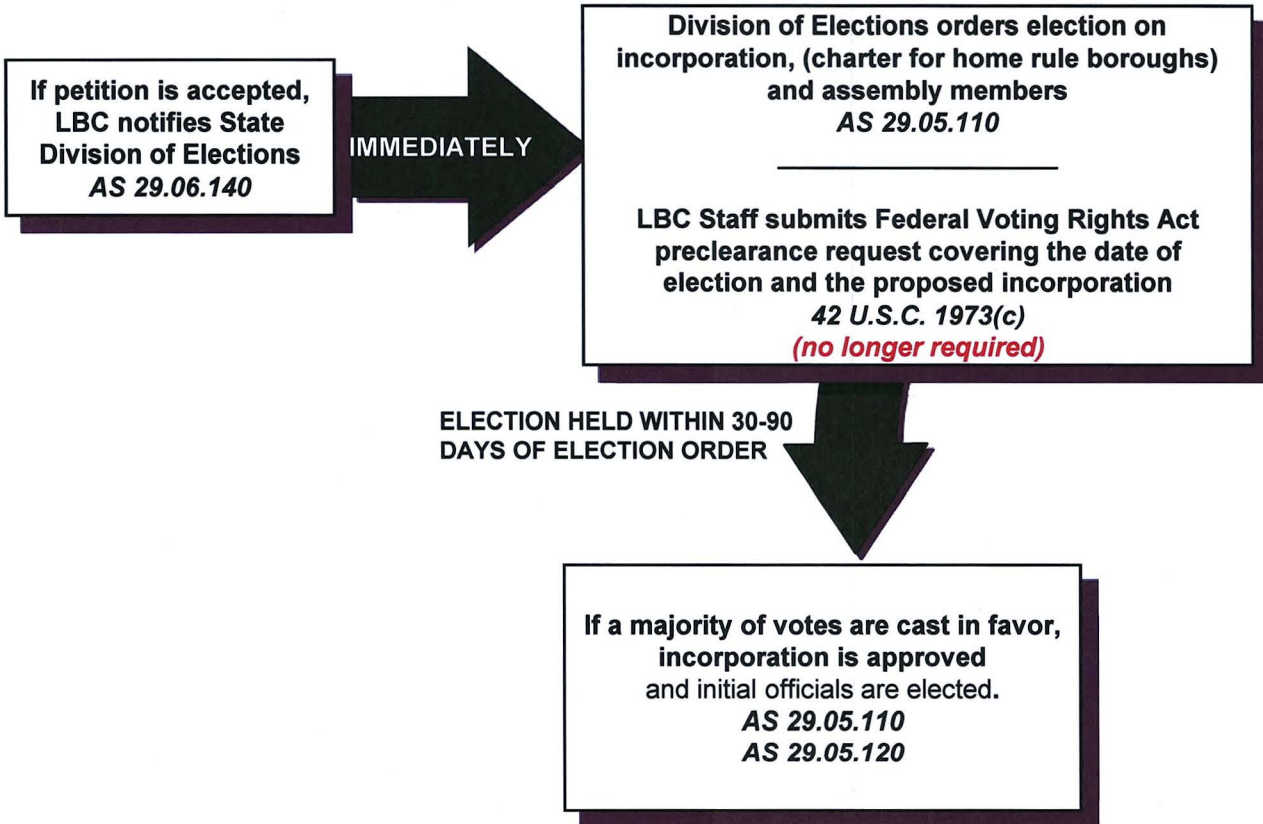 If petition is accepted,
LBC notifies State
Division of Elections
AS 29.06.140
IMMEDIATELY
Division of Elections orders election on
incorporation, (charter for home rule boroughs)
and assembly members
AS 29.05.110
LBC Staff submits Federal Voting Rights Act
preclearance request covering the date of
election and the proposed incorporation
42 U.S.C. 1973(c)
(no longer required)
ELECTION HELD WITHIN 30-90
DAYS OF ELECTION ORDER
If a majority of votes are cast in favor,
incorporation is approved
and initial officials are elected.
AS 29.05.110
AS 29.05.120